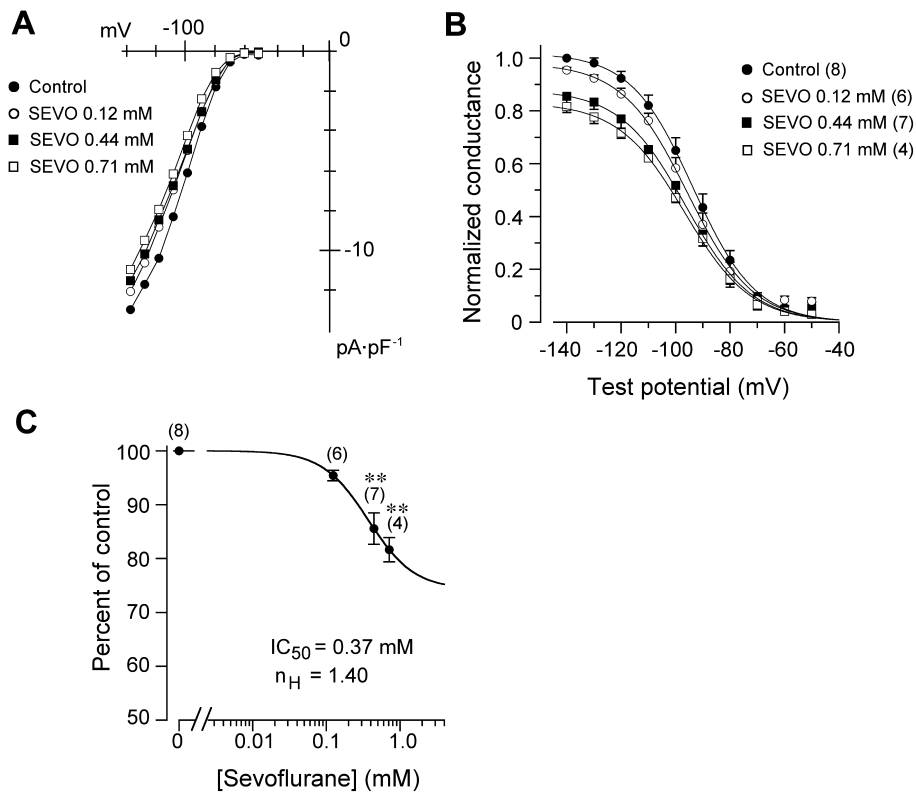 A
mV
-100
0
Control
SEVO 0.12 mM
SEVO 0.44 mM
SEVO 0.71 mM
-10
pA·pF⁻¹
B
Normalized conductance
1.0
0.8
0.6
0.4
0.2
0
Control (8)
SEVO 0.12 mM (6)
SEVO 0.44 mM (7)
SEVO 0.71 mM (4)
-140 -120 -100 -80 -60 -40
Test potential (mV)
C
Percent of control
100
90
80
70
60
50
(8)
(6)
**
(7)
**
(4)
IC50 = 0.37 mM
nH = 1.40
0 0.01 0.1 1.0
[Sevoflurane] (mM)